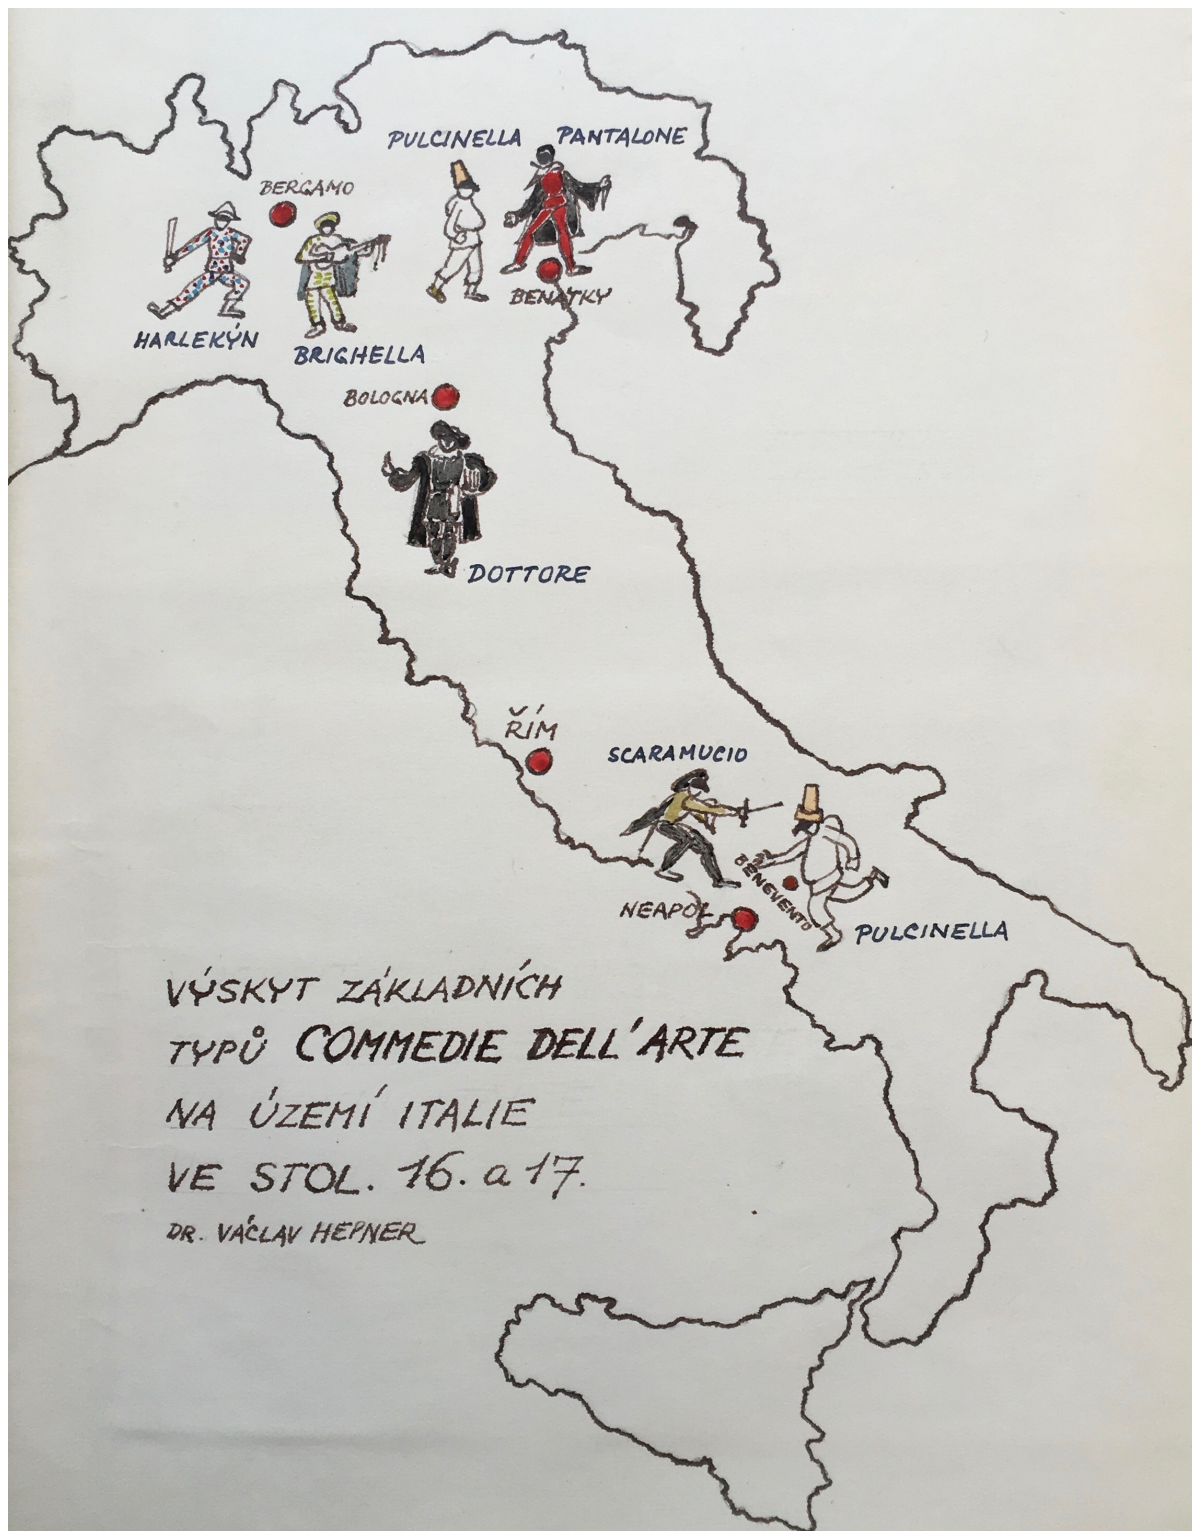 PULCINELLA PANTALONE
BERGAMO
BENÁTKY
HARLEKÝN
BRIGHELLA
BOLOGNA
DOTTORE
ŘÍM
SCARAMUCIO
BENEVENTO
NEAPOL
PULCINELLA
VÝSKYT ZÁKLADNÍCH
TYPŮ COMMEDIE DELL'ARTE
NA ÚZEMÍ ITALIE
VE STOL. 16. a 17.
DR. VÁCLAV HEPNER